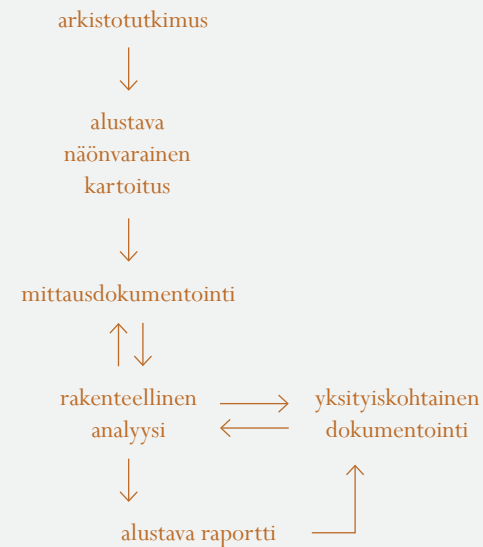 arkistotutkimus
alustava
näönvarainen
kartoitus
mittausdokumentointi
rakenteellinen
analyysi
yksityiskohtainen
dokumentointi
alustava raportti